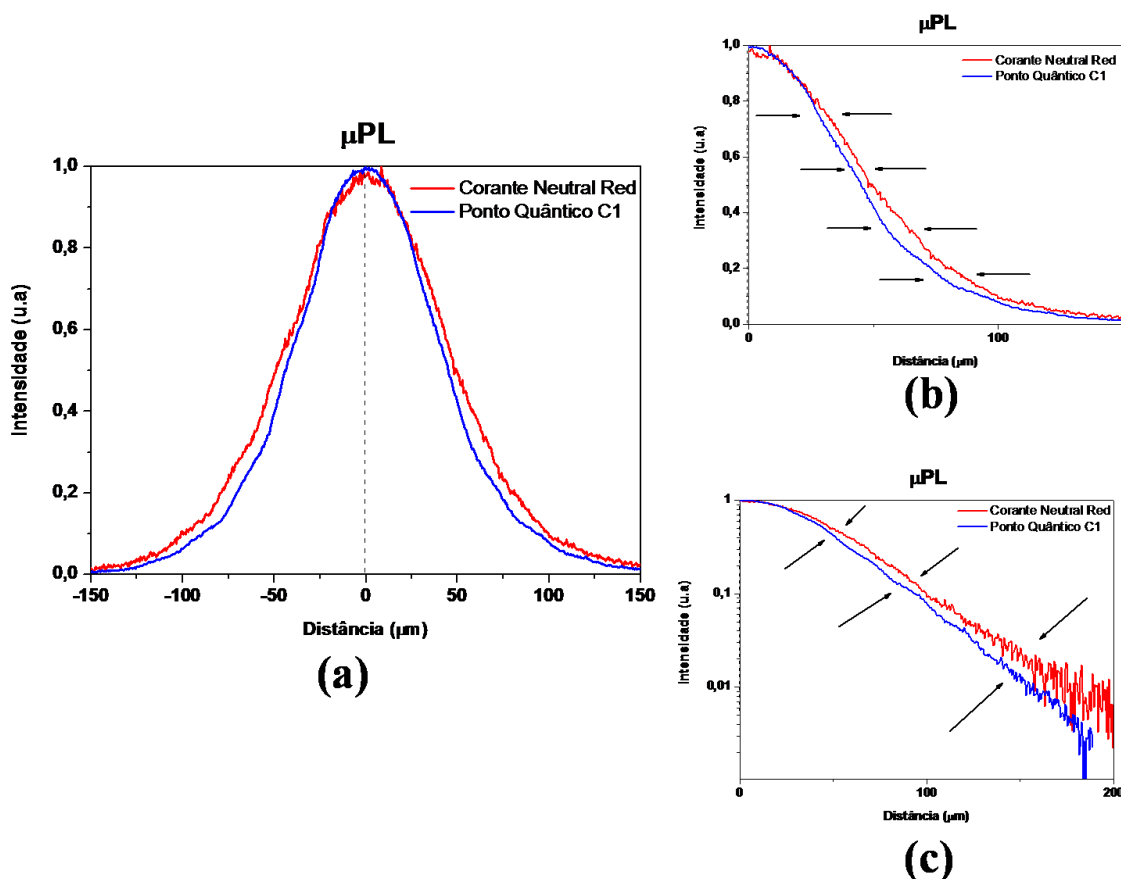 µPL
Corante Neutral Red
Ponto Quântico C1
Intensidade (u.a)
1,0
0,8
0,6
0,4
0,2
0,0
-150 -100 -50 0 50 100 150
Distância (µm)
(a)
µPL
Corante Neutral Red
Ponto Quântico C1
Intensidade (u.a)
1,0
0,8
0,6
0,4
0,2
0,0
0 100
Distância (µm)
(b)
µPL
Corante Neutral Red
Ponto Quântico C1
Intensidade (u.a)
1
0,1
0,01
0 100 200
Distância (µm)
(c)